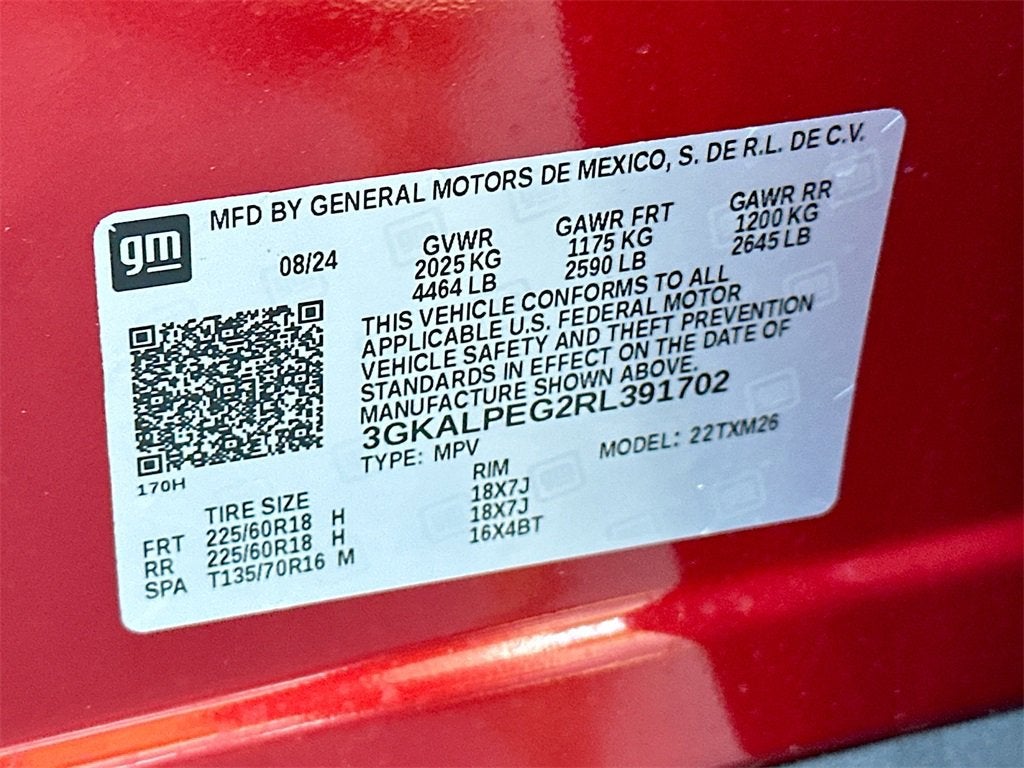 MFD BY GENERAL MOTORS DE MEXICO, S. DE R.L. DE C.V.
gm
08/24
GVWR
2025 KG
4464 LB
GAWR FRT
1175 KG
2590 LB
GAWR RR
1200 KG
2645 LB
THIS VEHICLE CONFORMS TO ALL
APPLICABLE U.S. FEDERAL MOTOR
VEHICLE SAFETY AND THEFT PREVENTION
STANDARDS IN EFFECT ON THE DATE OF
MANUFACTURE SHOWN ABOVE.
3GKALPEG2RL391702
TYPE: MPV
MODEL: 22TXM26
170H
TIRE SIZE RIM
FRT 225/60R18 H 18X7J
RR 225/60R18 H 18X7J
SPA T135/70R16 M 16X4BT